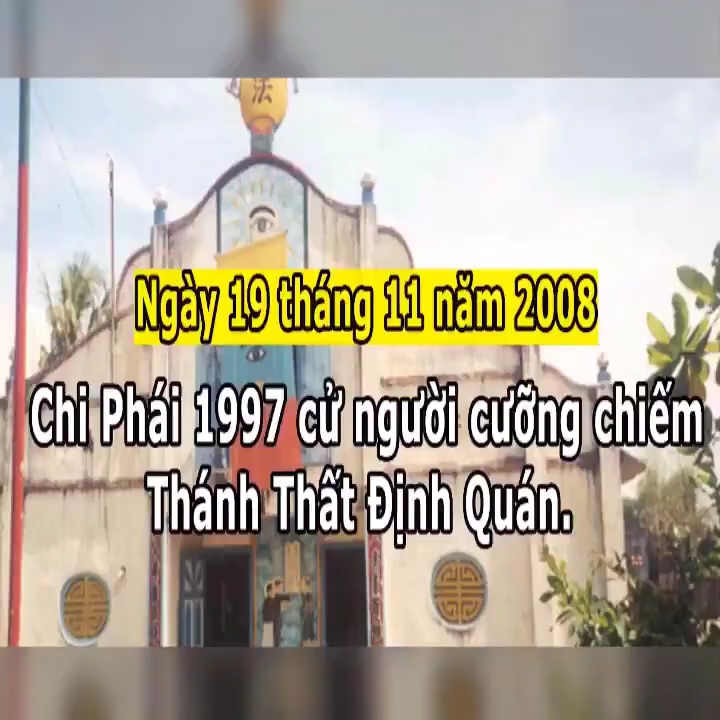 法
Ngày 19 tháng 11 năm 2008
Chi Phái 1997 cử người cưỡng chiếm
Thánh Thất Định Quán.